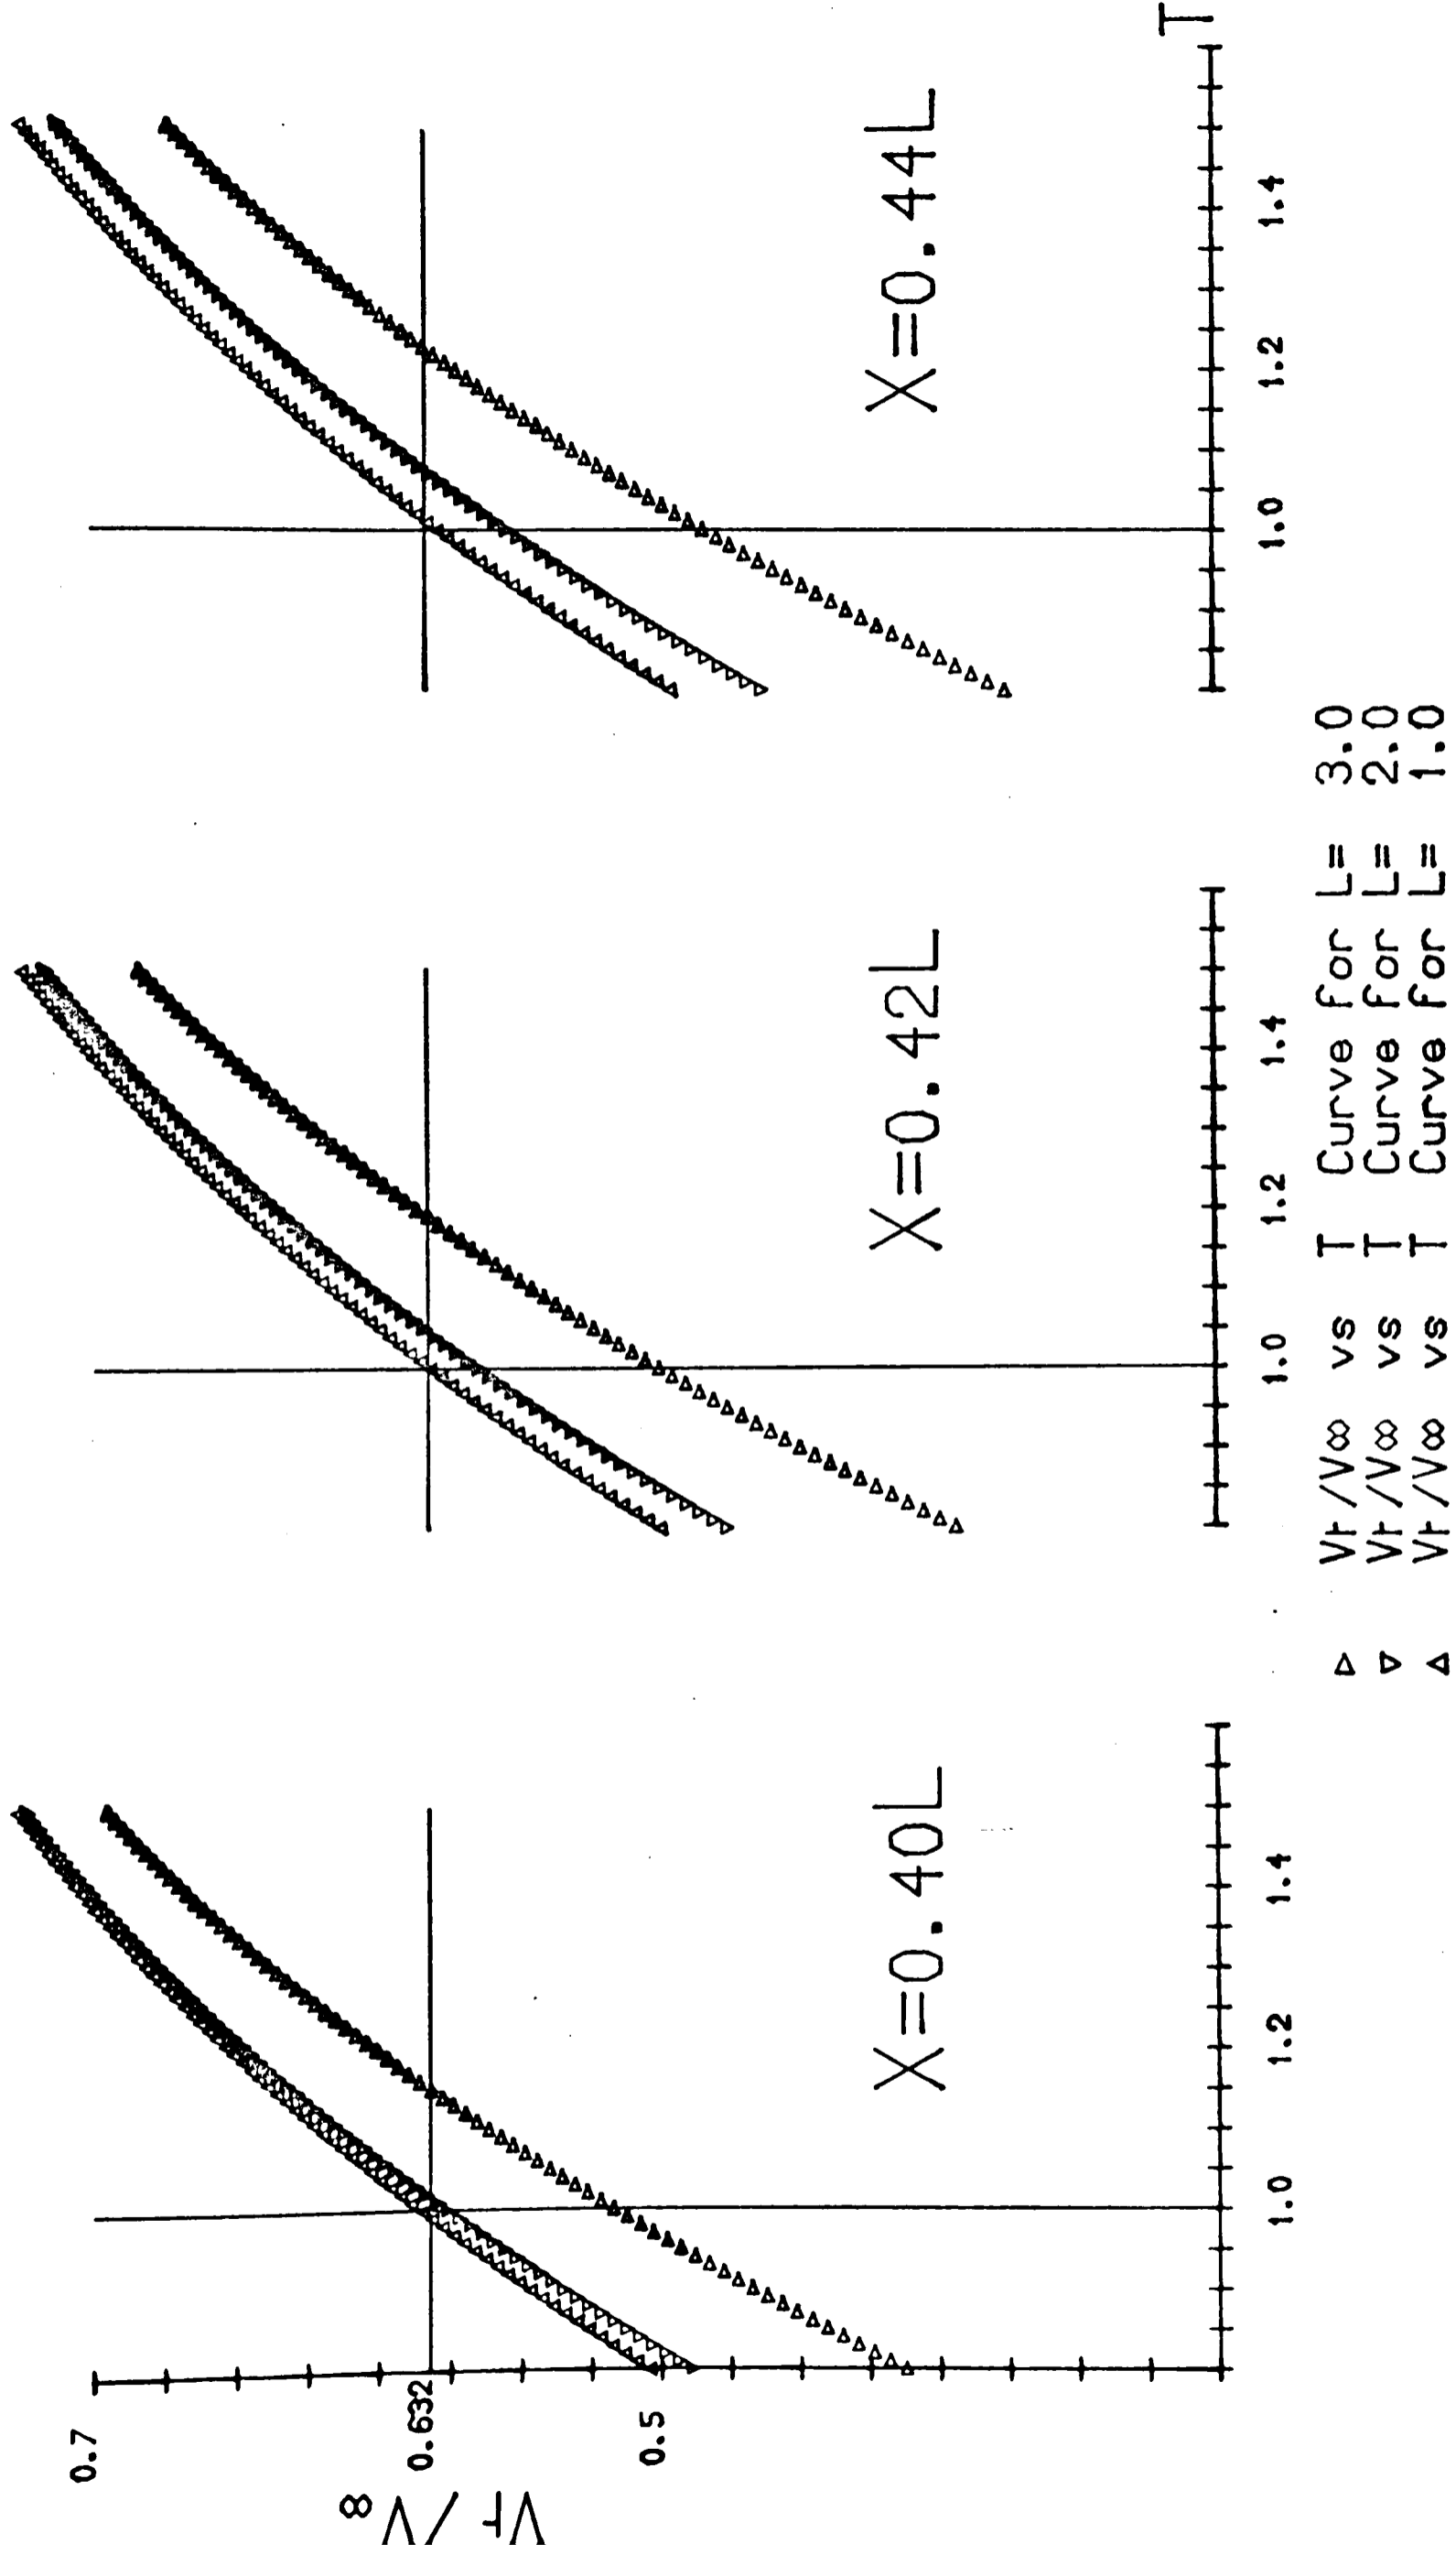 Vt/V∞
0.7
0.632
0.5
X=0.40L
1.0 1.2 1.4
X=0.42L
1.0 1.2 1.4
X=0.44L
1.0 1.2 1.4
T
▷ Vt/V∞ vs T Curve for L= 3.0
▽ Vt/V∞ vs T Curve for L= 2.0
△ Vt/V∞ vs T Curve for L= 1.0